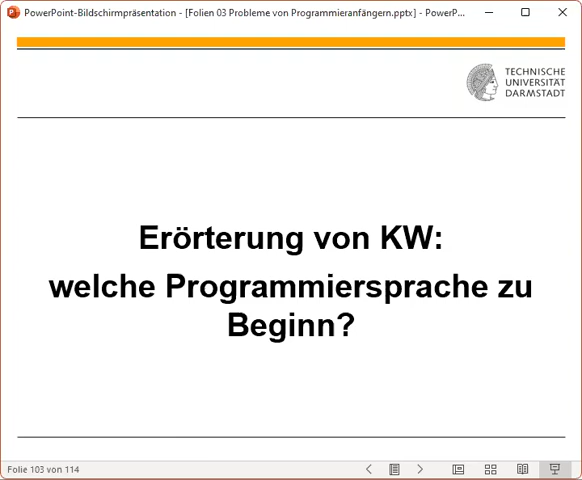 PowerPoint-Bildschirmpräsentation - [Folien 03 Probleme von Programmieranfängern.pptx] - PowerP...
TECHNISCHE
UNIVERSITÄT
DARMSTADT
Erörterung von KW:
welche Programmiersprache zu
Beginn?
Folie 103 von 114